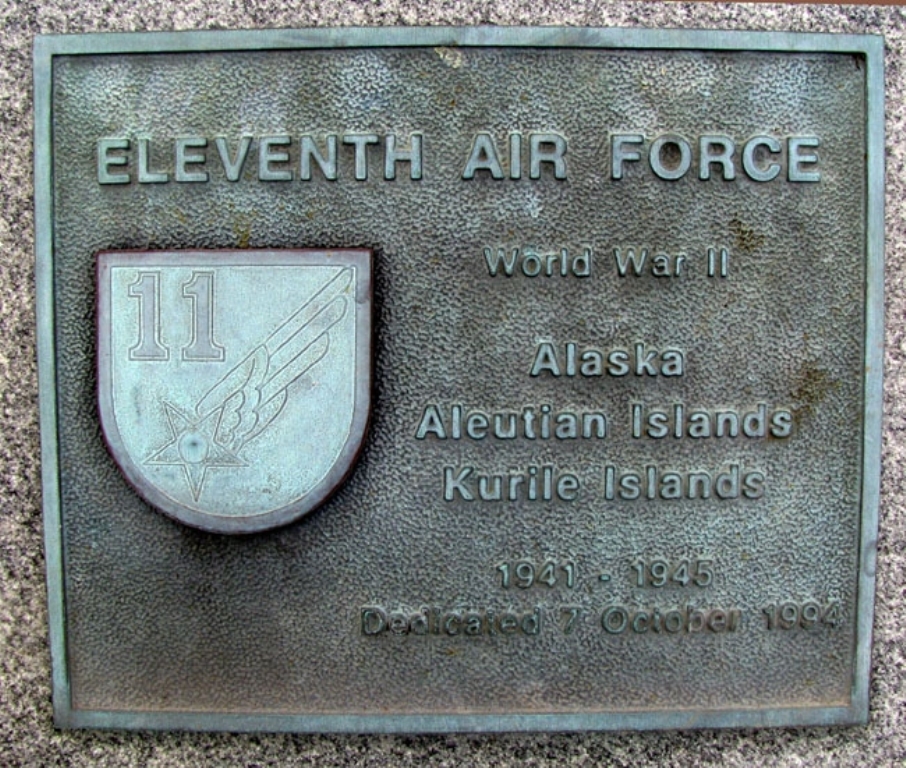 ELEVENTH AIR FORCE
World War II
11
Alaska
Aleutian Islands
Kurile Islands
1941 - 1945
Dedicated 7 October 1994